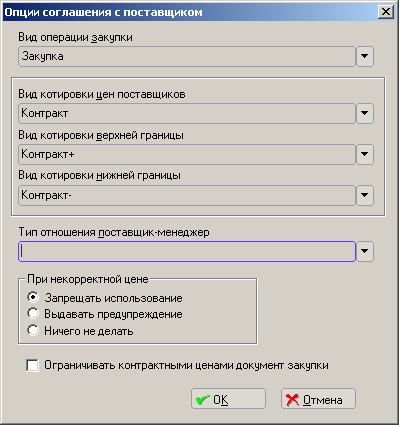 Опции соглашения с поставщиком
Вид операции закупки
Закупка
Вид котировки цен поставщиков
Контракт
Вид котировки верхней границы
Контракт+
Вид котировки нижней границы
Контракт-
Тип отношения поставщик-менеджер
При некорректной цене
Запрещать использование
Выдавать предупреждение
Ничего не делать
Ограничивать контрактными ценами документ закупки
OK
Отмена